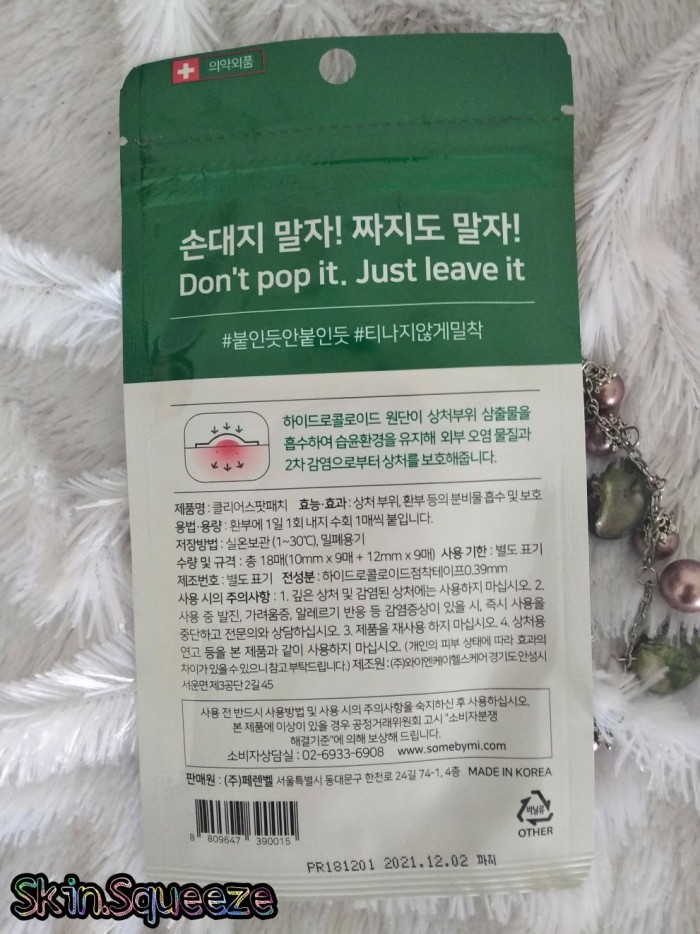 의약외품
손대지 말자! 짜지도 말자!
Don't pop it. Just leave it
#붙인듯안붙인듯 #티나지않게밀착
하이드로콜로이드 원단이 상처부위 삼출물을
흡수하여 습윤환경을 유지해 외부 오염 물질과
2차 감염으로부터 상처를 보호해줍니다.
제품명 : 클리어스팟패치 효능·효과 : 상처 부위, 환부 등의 분비물 흡수 및 보호
용법·용량 : 환부에 1일 1회 내지 수회 1매씩 붙입니다.
저장방법 : 실온보관 (1~30℃), 밀폐용기
수량 및 규격 : 총 18매(10mm x 9매 + 12mm x 9매) 사용 기한 : 별도 표기
제조번호 : 별도 표기 전성분 : 하이드로콜로이드점착테이프0.39mm
사용 시의 주의사항 : 1. 깊은 상처 및 감염된 상처에는 사용하지 마십시오. 2.
사용 중 발진, 가려움증, 알레르기 반응 등 감염증상이 있을 시, 즉시 사용을
중단하고 전문의와 상담하십시오. 3. 제품을 재사용 하지 마십시오. 4. 상처용
연고 등을 본 제품과 같이 사용하지 마십시오. (개인의 피부 상태에 따라 효과의
차이가 있을 수 있으니 참고 부탁드립니다.) 제조원 : (주)와이엔케이헬스케어 경기도 안성시
서운면 제3공단 2길 45
사용 전 반드시 사용방법 및 사용 시의 주의사항을 숙지하신 후 사용하십시오.
본 제품에 이상이 있을 경우 공정거래위원회 고시 "소비자분쟁
해결기준"에 의해 보상해 드립니다.
소비자상담실 : 02-6933-6908 www.somebymi.com
판매원 : (주)페렌벨 서울특별시 동대문구 한천로 24길 74-1, 4층 MADE IN KOREA
8 809647 390015
비닐류
OTHER
PR181201 2021.12.02 까지
Skin.Squeeze